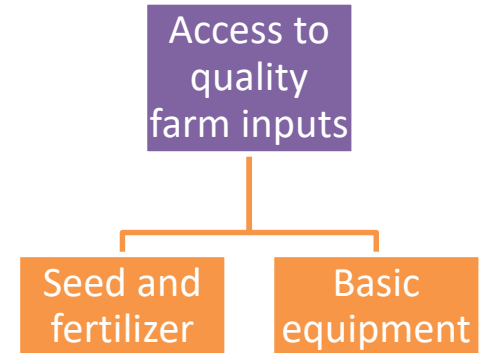 Access to
quality
farm inputs
Seed and
fertilizer
Basic
equipment